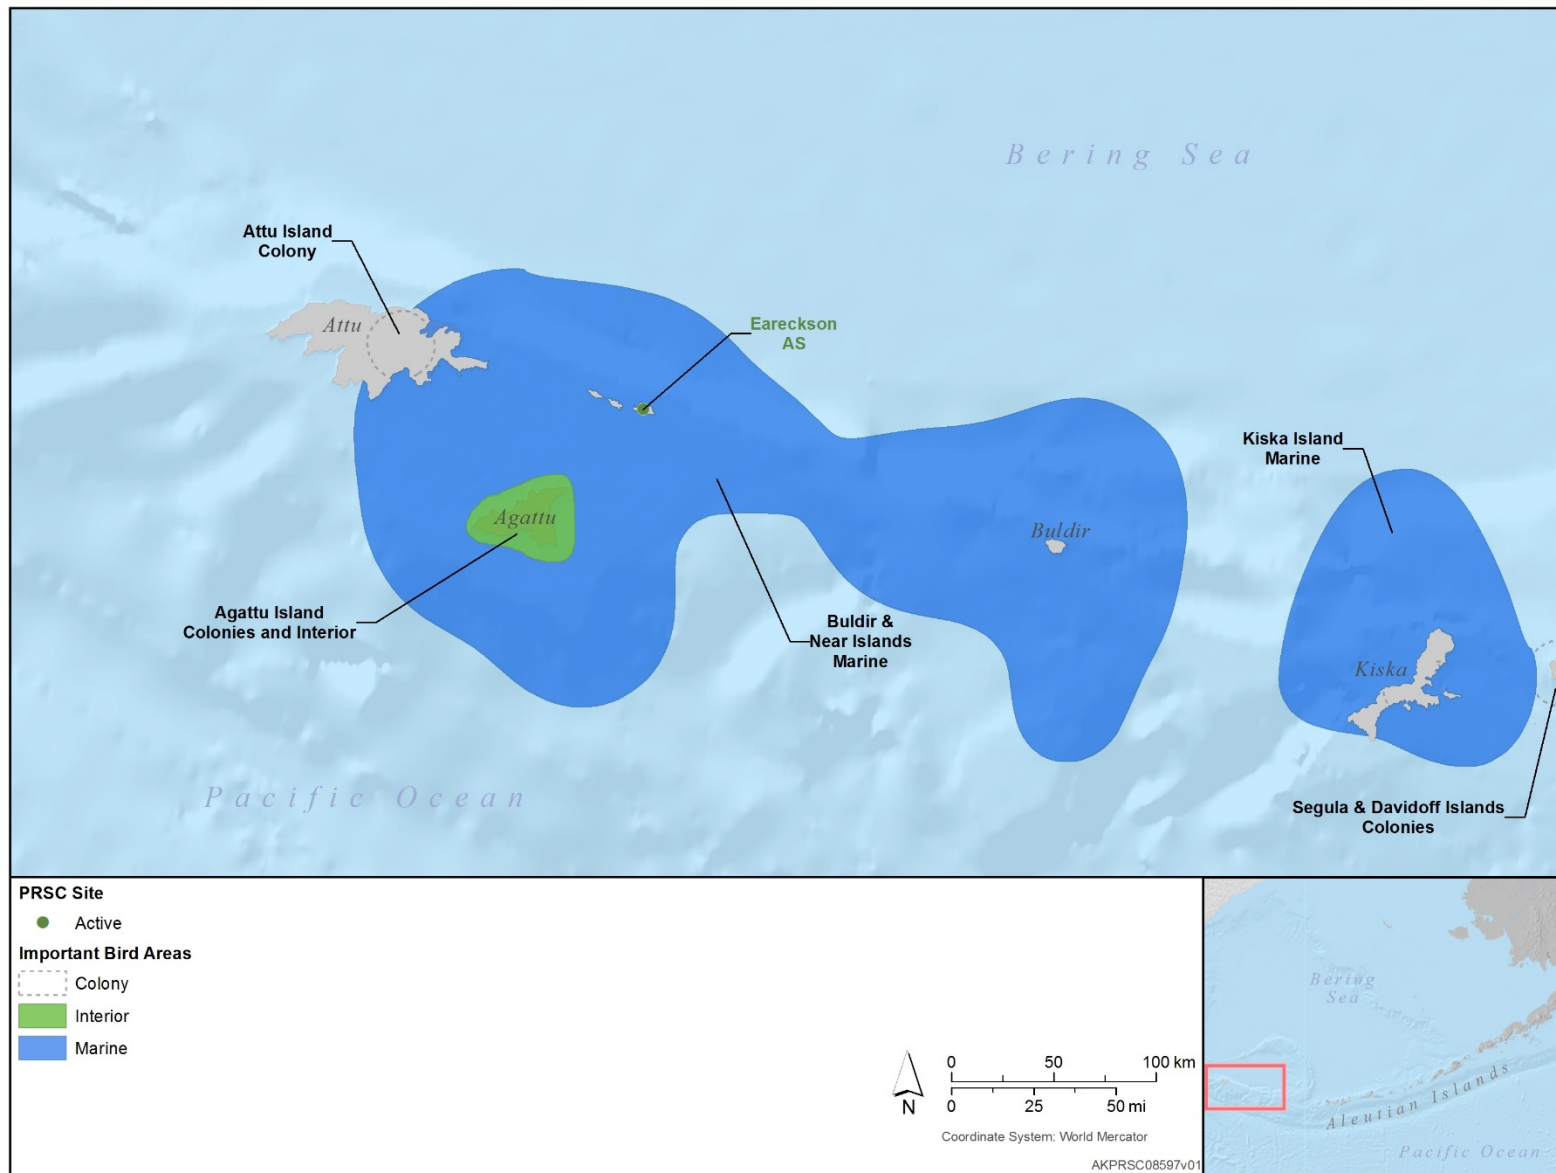 Bering Sea
Attu Island
Colony
Attu
Eareckson
AS
Kiska Island
Marine
Agattu
Buldir
Agattu Island
Colonies and Interior
Buldir &
Near Islands
Marine
Kiska
Pacific Ocean
Segula & Davidoff Islands
Colonies
PRSC Site
Active
Important Bird Areas
Colony
Interior
Marine
0 50 100 km
0 25 50 mi
N
Coordinate System: World Mercator
AKPRSC08597v01
Bering
Sea
Aleutian Islands
Pacific Ocean